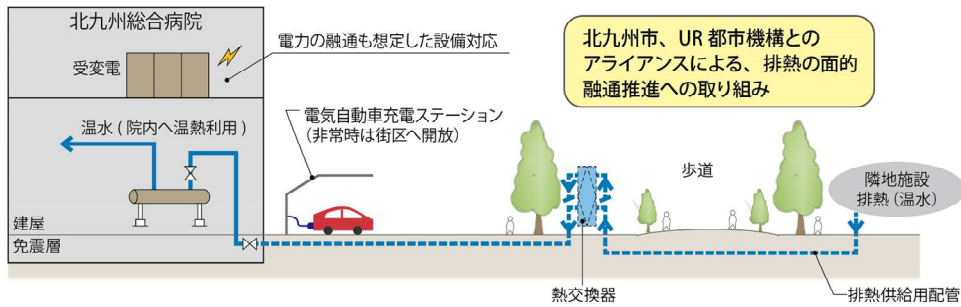 北九州総合病院
受変電
電力の融通も想定した設備対応
北九州市、UR 都市機構との
アライアンスによる、排熱の面的
融通推進への取り組み
温水 ( 院内へ温熱利用 )
電気自動車充電ステーション
(非常時は街区へ開放)
歩道
隣地施設
排熱 (温水)
建屋
免震層
熱交換器
排熱供給用配管